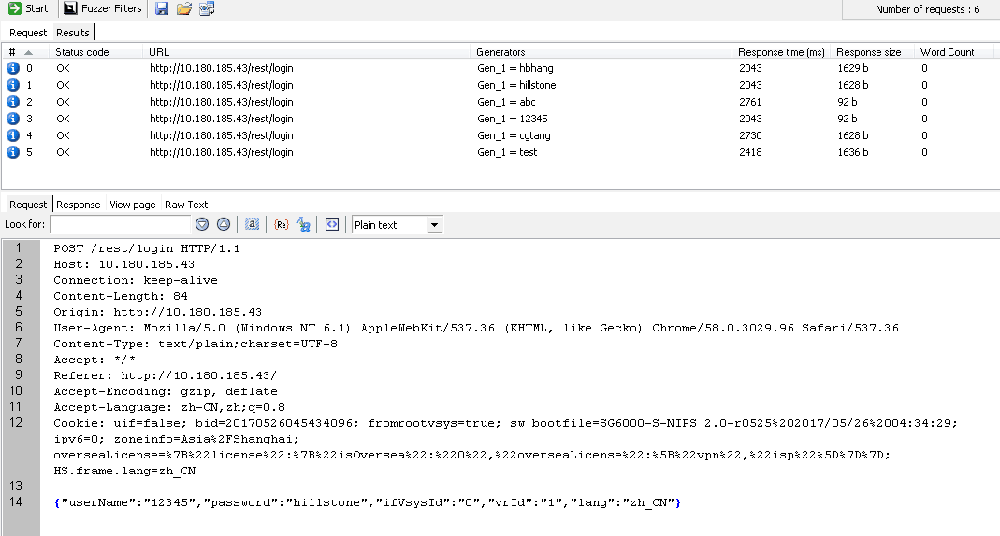 Start Fuzzer Filters Number of requests : 6
Request Results
# Status code URL Generators Response time (ms) Response size Word Count
0 OK http://10.180.185.43/rest/login Gen_1 = hbhang 2043 1629 b 0
1 OK http://10.180.185.43/rest/login Gen_1 = hillstone 2043 1628 b 0
2 OK http://10.180.185.43/rest/login Gen_1 = abc 2761 92 b 0
3 OK http://10.180.185.43/rest/login Gen_1 = 12345 2043 92 b 0
4 OK http://10.180.185.43/rest/login Gen_1 = cgtang 2730 1628 b 0
5 OK http://10.180.185.43/rest/login Gen_1 = test 2418 1636 b 0
Request Response View page Raw Text
Look for: a (Re) Plain text
1 POST /rest/login HTTP/1.1
2 Host: 10.180.185.43
3 Connection: keep-alive
4 Content-Length: 84
5 Origin: http://10.180.185.43
6 User-Agent: Mozilla/5.0 (Windows NT 6.1) AppleWebKit/537.36 (KHTML, like Gecko) Chrome/58.0.3029.96 Safari/537.36
7 Content-Type: text/plain;charset=UTF-8
8 Accept: */*
9 Referer: http://10.180.185.43/
10 Accept-Encoding: gzip, deflate
11 Accept-Language: zh-CN,zh;q=0.8
12 Cookie: uif=false; bid=20170526045434096; fromrootvsys=true; sw_bootfile=SG6000-S-NIPS_2.0-r0525%202017/05/26%2004:34:29;
ipv6=0; zoneinfo=Asia%2FShanghai;
overseaLicense=%7B%22license%22:%7B%22isOversea%22:%220%22,%22overseaLicense%22:%5B%22vpn%22,%22isp%22%5D%7D%7D;
HS.frame.lang=zh_CN
13
14 {"userName":"12345","password":"hillstone","ifVsysId":"0","vrId":"1","lang":"zh_CN"}